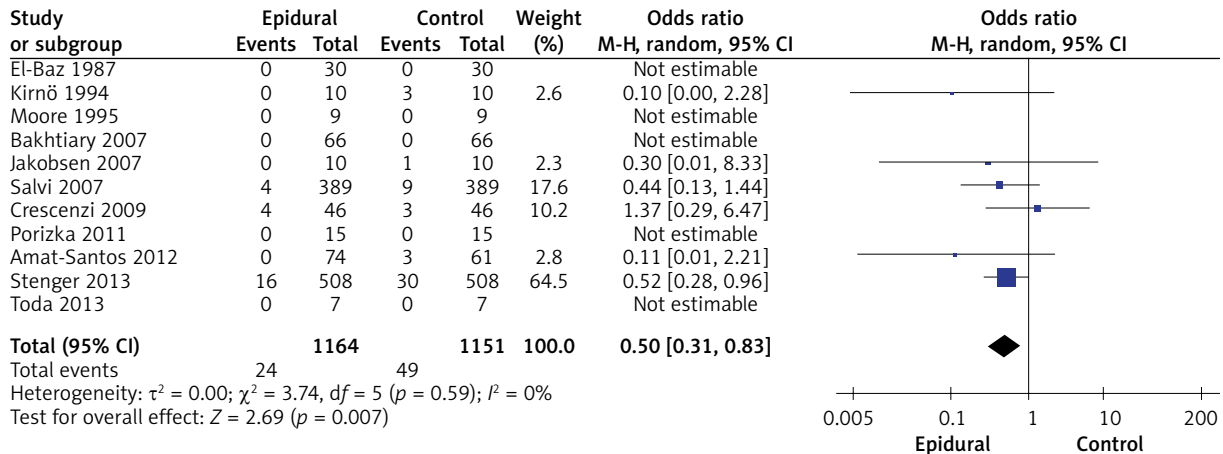 Study Epidural Control Weight Odds ratio Odds ratio
or subgroup Events Total Events Total (%) M-H, random, 95% CI M-H, random, 95% CI
El-Baz 1987 0 30 0 30 Not estimable
Kirnö 1994 0 10 3 10 2.6 0.10 [0.00, 2.28]
Moore 1995 0 9 0 9 Not estimable
Bakhtiary 2007 0 66 0 66 Not estimable
Jakobsen 2007 0 10 1 10 2.3 0.30 [0.01, 8.33]
Salvi 2007 4 389 9 389 17.6 0.44 [0.13, 1.44]
Crescenzi 2009 4 46 3 46 10.2 1.37 [0.29, 6.47]
Porizka 2011 0 15 0 15 Not estimable
Amat-Santos 2012 0 74 3 61 2.8 0.11 [0.01, 2.21]
Stenger 2013 16 508 30 508 64.5 0.52 [0.28, 0.96]
Toda 2013 0 7 0 7 Not estimable
Total (95% CI) 1164 1151 100.0 0.50 [0.31, 0.83]
Total events 24 49
Heterogeneity: τ² = 0.00; χ² = 3.74, df = 5 (p = 0.59); I² = 0%
Test for overall effect: Z = 2.69 (p = 0.007)
0.005 0.1 1 10 200
Epidural Control